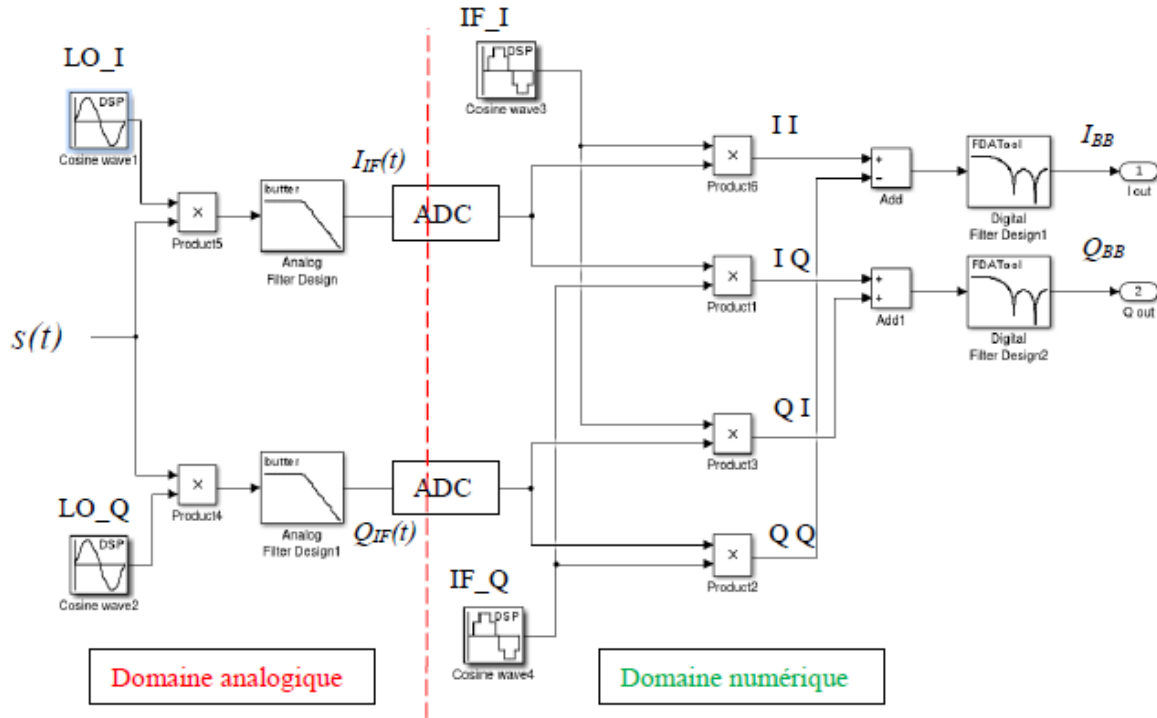 IF_I
LO_I
DSP
Cosine wave3
DSP
Cosine wave1
I I
I_BB
I_IF(t)
butter
ADC
×
Product5
Analog
Filter Design
×
Product6
+
−
Add
FDATool
Digital
Filter Design1
1
I out
I Q
Q_BB
×
Product1
+
+
Add1
FDATool
Digital
Filter Design2
2
Q out
s(t)
Q I
×
Product3
butter
ADC
×
Product4
LO_Q
Analog
Filter Design1
Q_IF(t)
Q Q
×
Product2
DSP
Cosine wave2
IF_Q
DSP
Cosine wave4
Domaine analogique
Domaine numérique